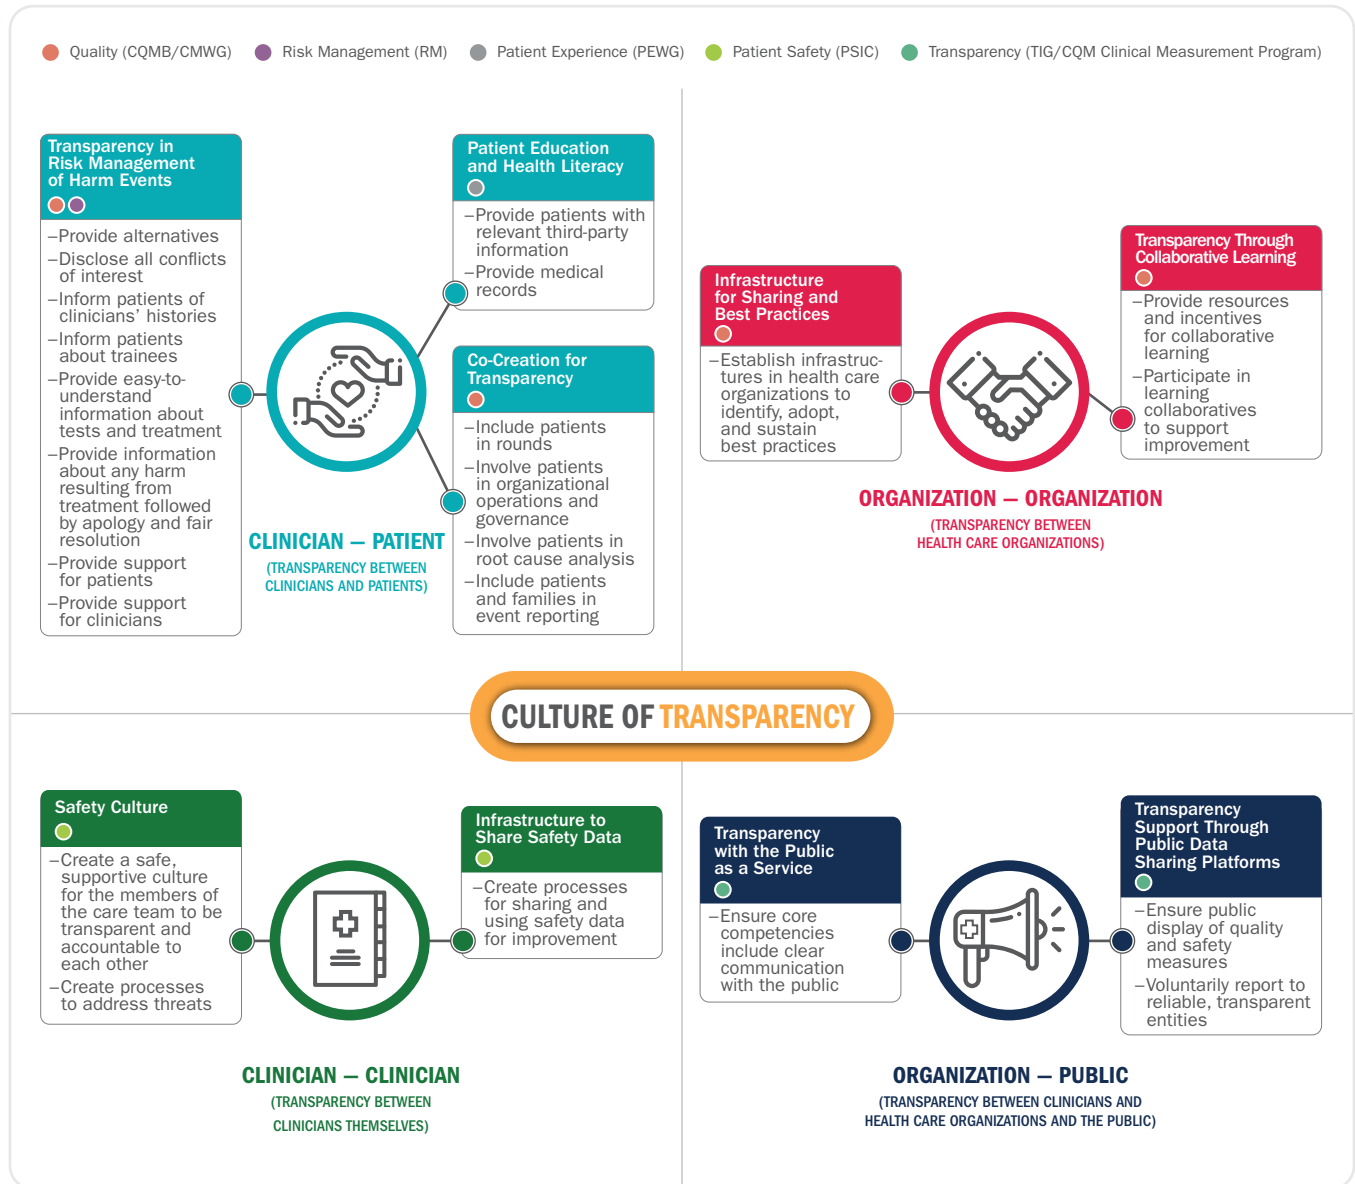 Quality (CQMB/CMWG)
Risk Management (RM)
Patient Experience (PEWG)
Patient Safety (PSIC)
Transparency (TIG/CQM Clinical Measurement Program)
Transparency in
Risk Management
of Harm Events
–Provide alternatives
–Disclose all conflicts
of interest
–Inform patients of
clinicians’ histories
–Inform patients
about trainees
–Provide easy-to-
understand
information about
tests and treatment
–Provide information
about any harm
resulting from
treatment followed
by apology and fair
resolution
–Provide support
for patients
–Provide support
for clinicians
Patient Education
and Health Literacy
–Provide patients with
relevant third-party
information
–Provide medical
records
Co-Creation for
Transparency
–Include patients
in rounds
–Involve patients
in organizational
operations and
governance
–Involve patients in
root cause analysis
–Include patients
and families in
event reporting
CLINICIAN — PATIENT
(TRANSPARENCY BETWEEN
CLINICIANS AND PATIENTS)
Infrastructure
for Sharing and
Best Practices
–Establish infrastruc-
tures in health care
organizations to
identify, adopt,
and sustain
best practices
Transparency Through
Collaborative Learning
–Provide resources
and incentives
for collaborative
learning
–Participate in
learning
collaboratives
to support
improvement
ORGANIZATION — ORGANIZATION
(TRANSPARENCY BETWEEN
HEALTH CARE ORGANIZATIONS)
CULTURE OF TRANSPARENCY
Safety Culture
–Create a safe,
supportive culture
for the members of
the care team to be
transparent and
accountable to
each other
–Create processes
to address threats
Infrastructure to
Share Safety Data
–Create processes
for sharing and
using safety data
for improvement
CLINICIAN — CLINICIAN
(TRANSPARENCY BETWEEN
CLINICIANS THEMSELVES)
Transparency
with the Public
as a Service
–Ensure core
competencies
include clear
communication
with the public
Transparency
Support Through
Public Data
Sharing Platforms
–Ensure public
display of quality
and safety
measures
–Voluntarily report to
reliable, transparent
entities
ORGANIZATION — PUBLIC
(TRANSPARENCY BETWEEN CLINICIANS AND
HEALTH CARE ORGANIZATIONS AND THE PUBLIC)